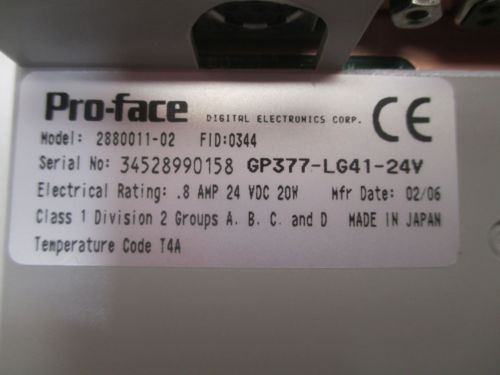 Pro-face DIGITAL ELECTRONICS CORP. CE
Model: 2880011-02 FID:0344
Serial No: 34528990158 GP377-LG41-24V
Electrical Rating: .8 AMP 24 VDC 20W Mfr Date: 02/06
Class 1 Division 2 Groups A. B. C. and D MADE IN JAPAN
Temperature Code T4A